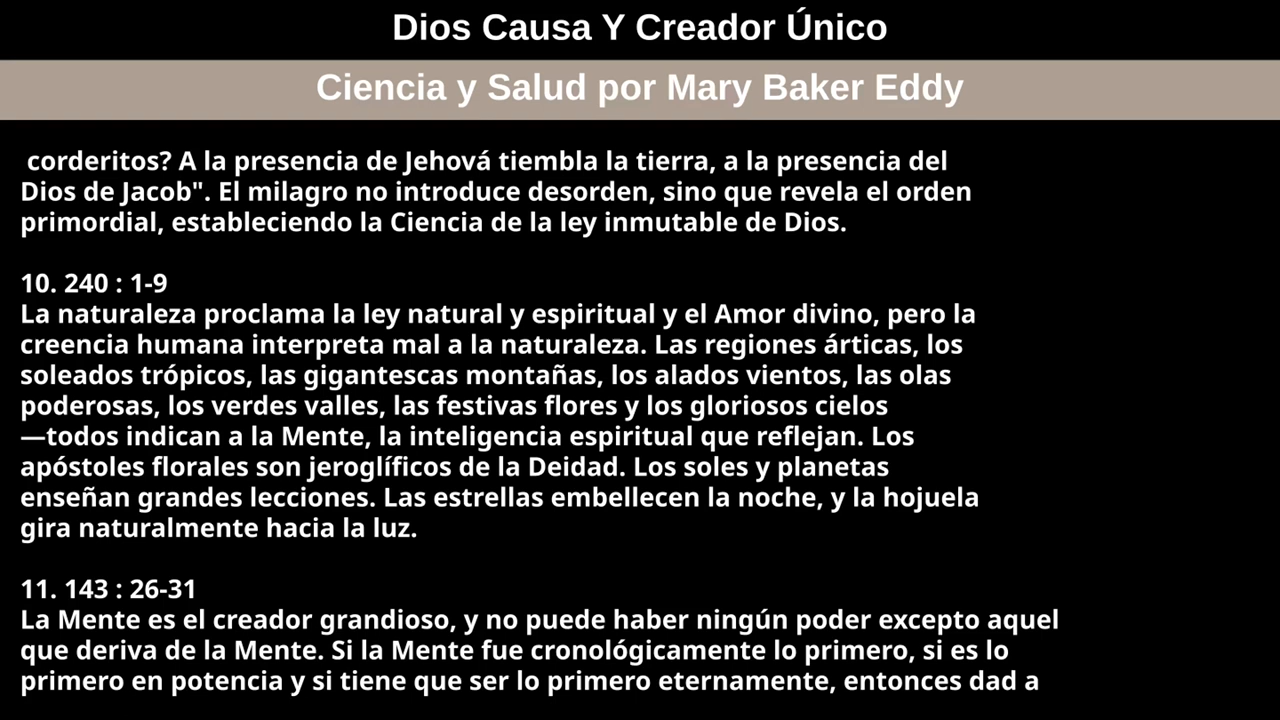 Dios Causa Y Creador Único
Ciencia y Salud por Mary Baker Eddy
corderitos? A la presencia de Jehová tiembla la tierra, a la presencia del
Dios de Jacob". El milagro no introduce desorden, sino que revela el orden
primordial, estableciendo la Ciencia de la ley inmutable de Dios.
10. 240 : 1-9
La naturaleza proclama la ley natural y espiritual y el Amor divino, pero la
creencia humana interpreta mal a la naturaleza. Las regiones árticas, los
soleados trópicos, las gigantescas montañas, los alados vientos, las olas
poderosas, los verdes valles, las festivas flores y los gloriosos cielos
—todos indican a la Mente, la inteligencia espiritual que reflejan. Los
apóstoles florales son jeroglíficos de la Deidad. Los soles y planetas
enseñan grandes lecciones. Las estrellas embellecen la noche, y la hojuela
gira naturalmente hacia la luz.
11. 143 : 26-31
La Mente es el creador grandioso, y no puede haber ningún poder excepto aquel
que deriva de la Mente. Si la Mente fue cronológicamente lo primero, si es lo
primero en potencia y si tiene que ser lo primero eternamente, entonces dad a